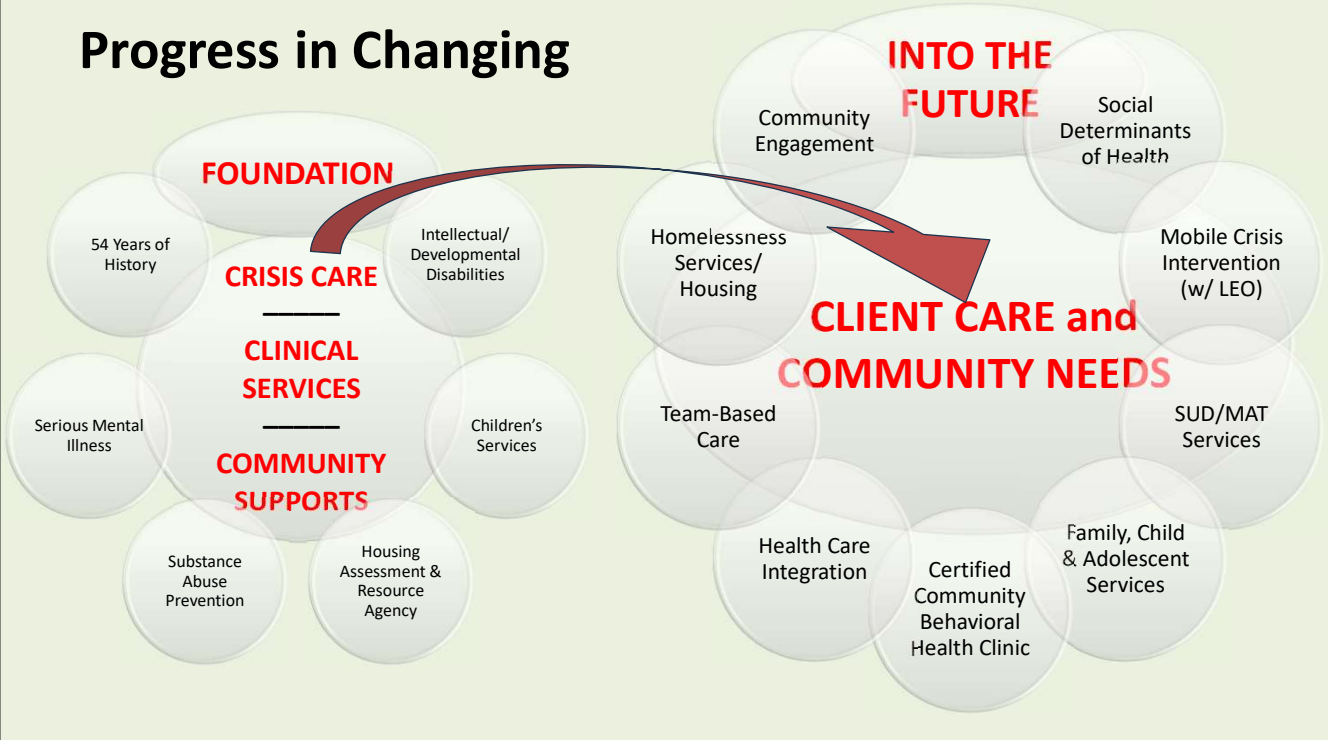 Progress in Changing
FOUNDATION
54 Years of
History
Intellectual/
Developmental
Disabilities
CRISIS CARE
CLINICAL
SERVICES
COMMUNITY
SUPPORTS
Serious Mental
Illness
Children's
Services
Substance
Abuse
Prevention
Housing
Assessment &
Resource
Agency
INTO THE
FUTURE
Community
Engagement
Social
Determinants
of Health
Homelessness
Services/
Housing
Mobile Crisis
Intervention
(w/ LEO)
CLIENT CARE and
COMMUNITY NEEDS
Team-Based
Care
SUD/MAT
Services
Health Care
Integration
Certified
Community
Behavioral
Health Clinic
Family, Child
& Adolescent
Services